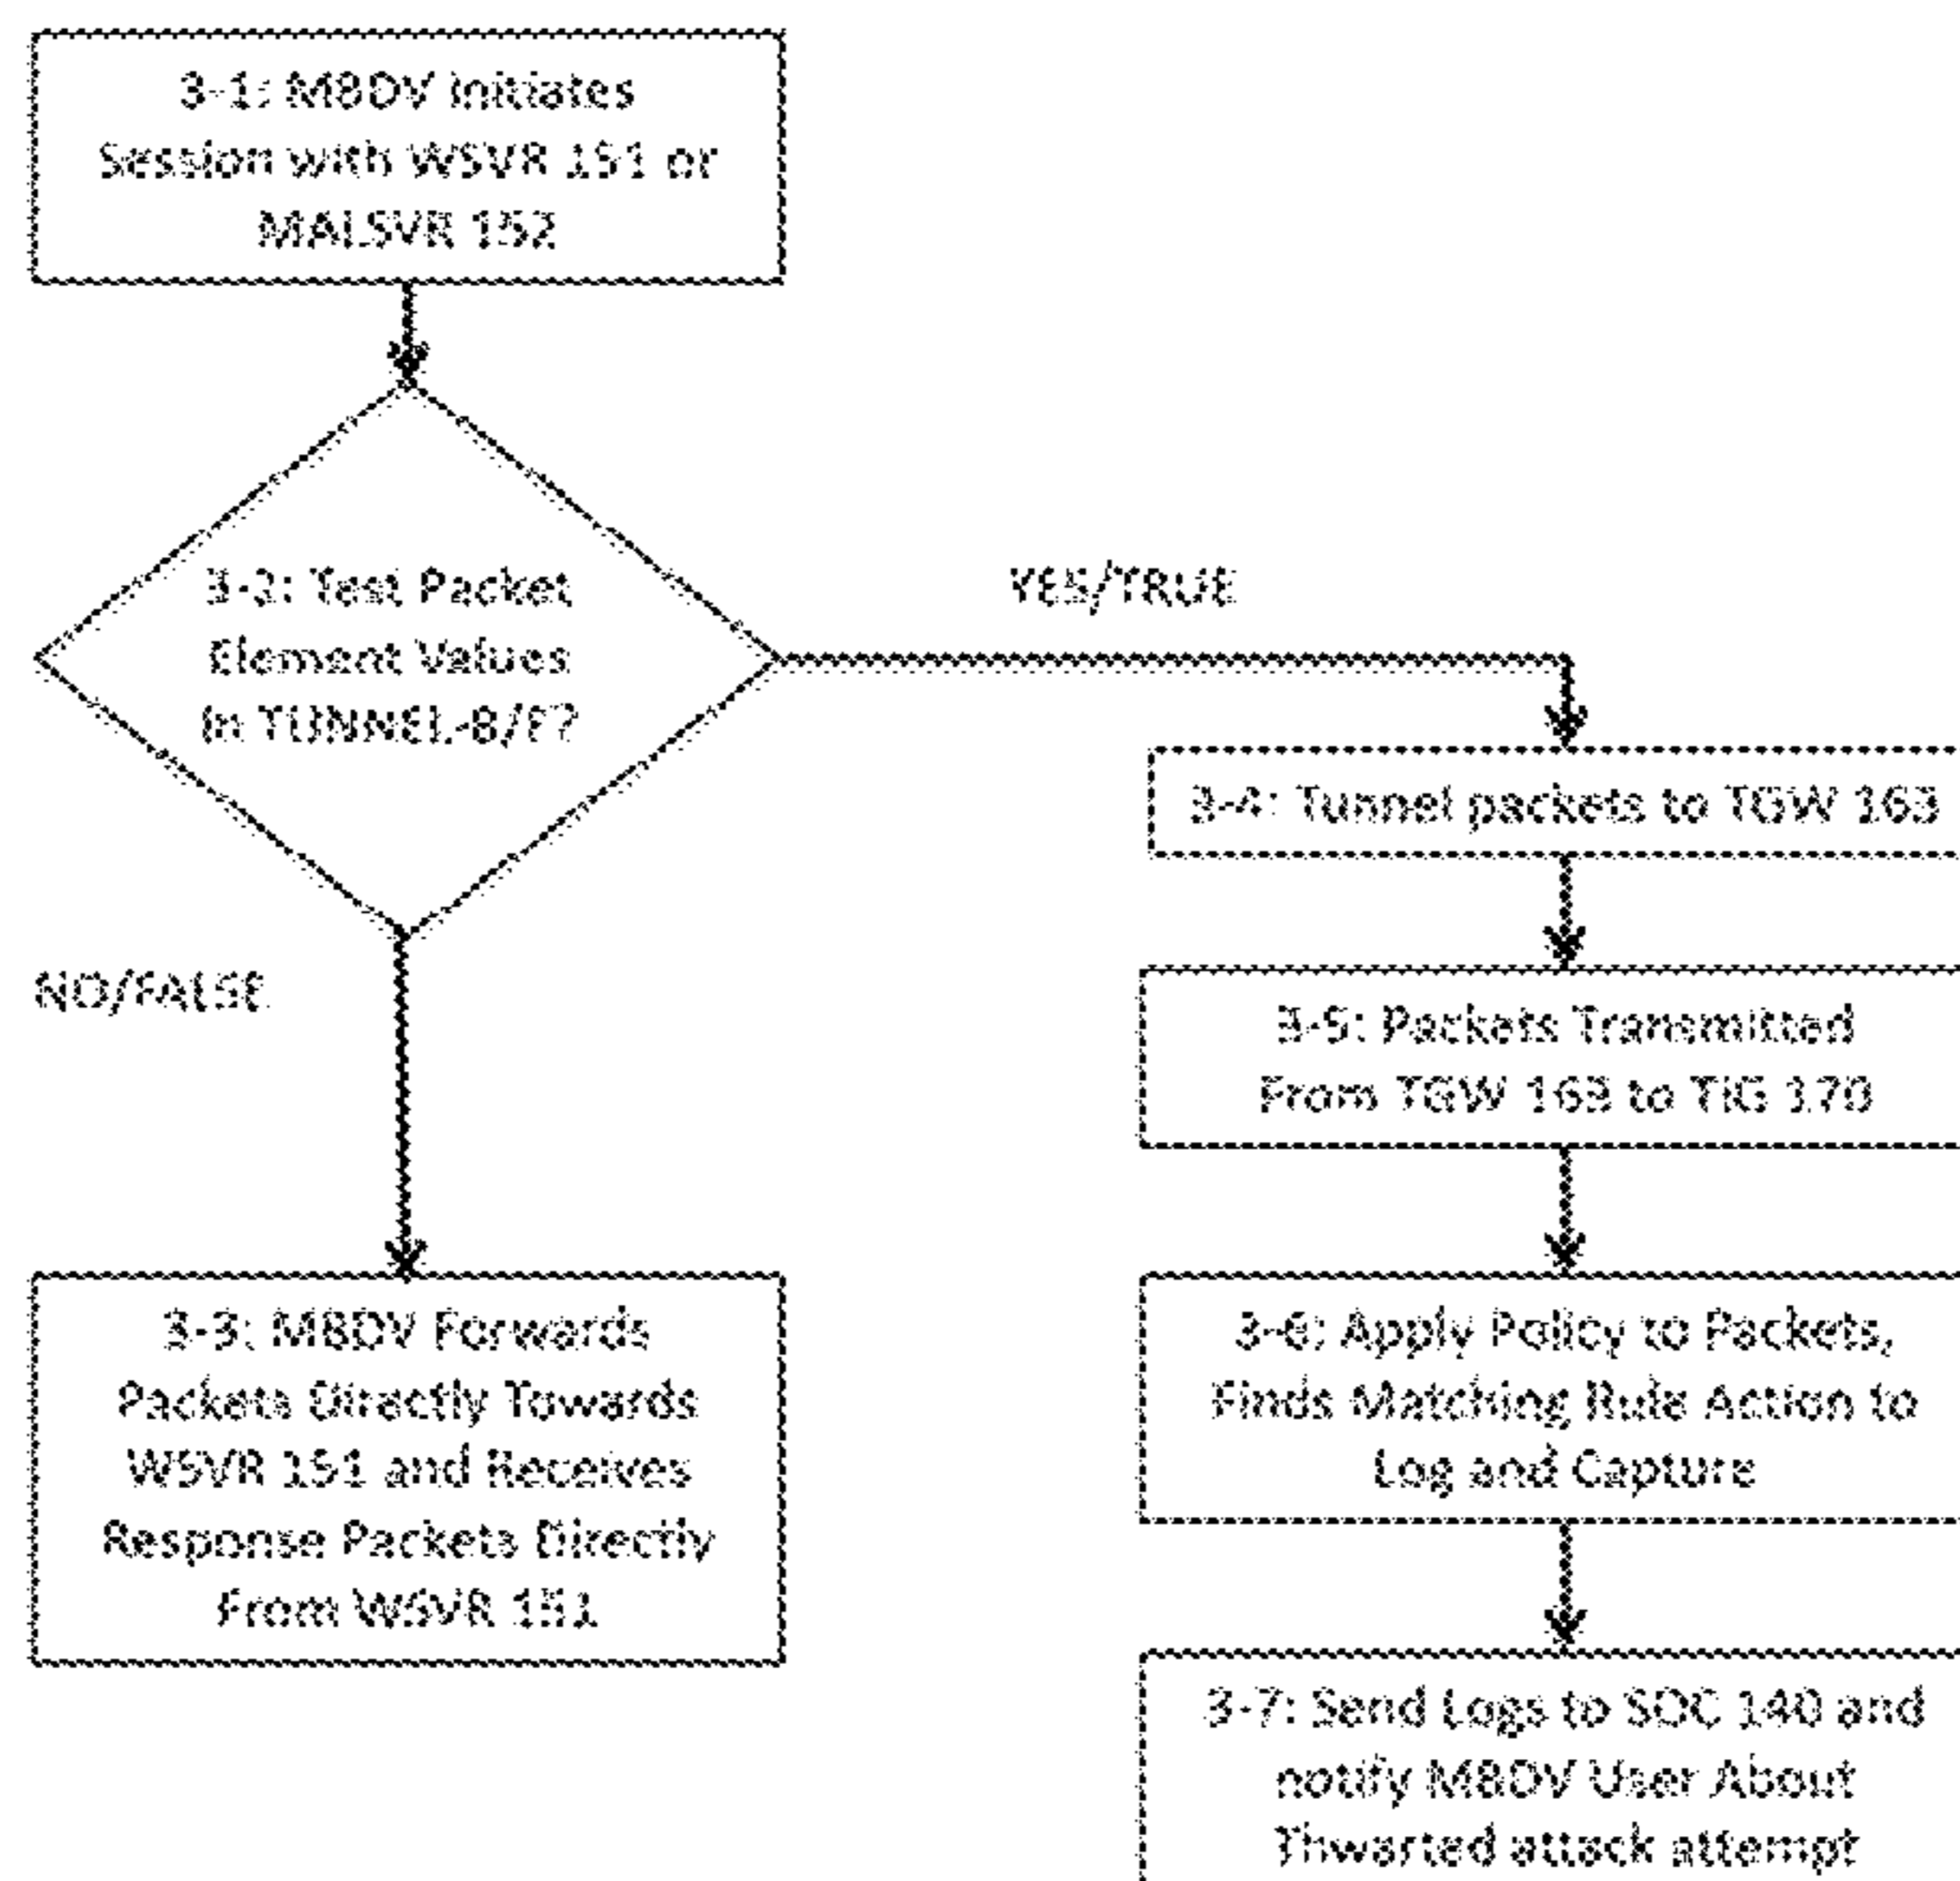 3-1: MBDV Initiates
Session with WSVR 151 or
MALSVR 152
3-2: Test Packet
Element Values
In TUNNEL-B/F?
YES/TRUE
NO/FALSE
3-4: Tunnel packets to TGW 163
3-5: Packets Transmitted
From TGW 163 to TIG 170
3-3: MBDV Forwards
Packets Directly Towards
WSVR 151 and Receives
Response Packets Directly
From WSVR 151
3-6: Apply Policy to Packets,
Finds Matching Rule Action to
Log and Capture
3-7: Send Logs to SOC 140 and
notify MBDV User About
Thwarted attack attempt